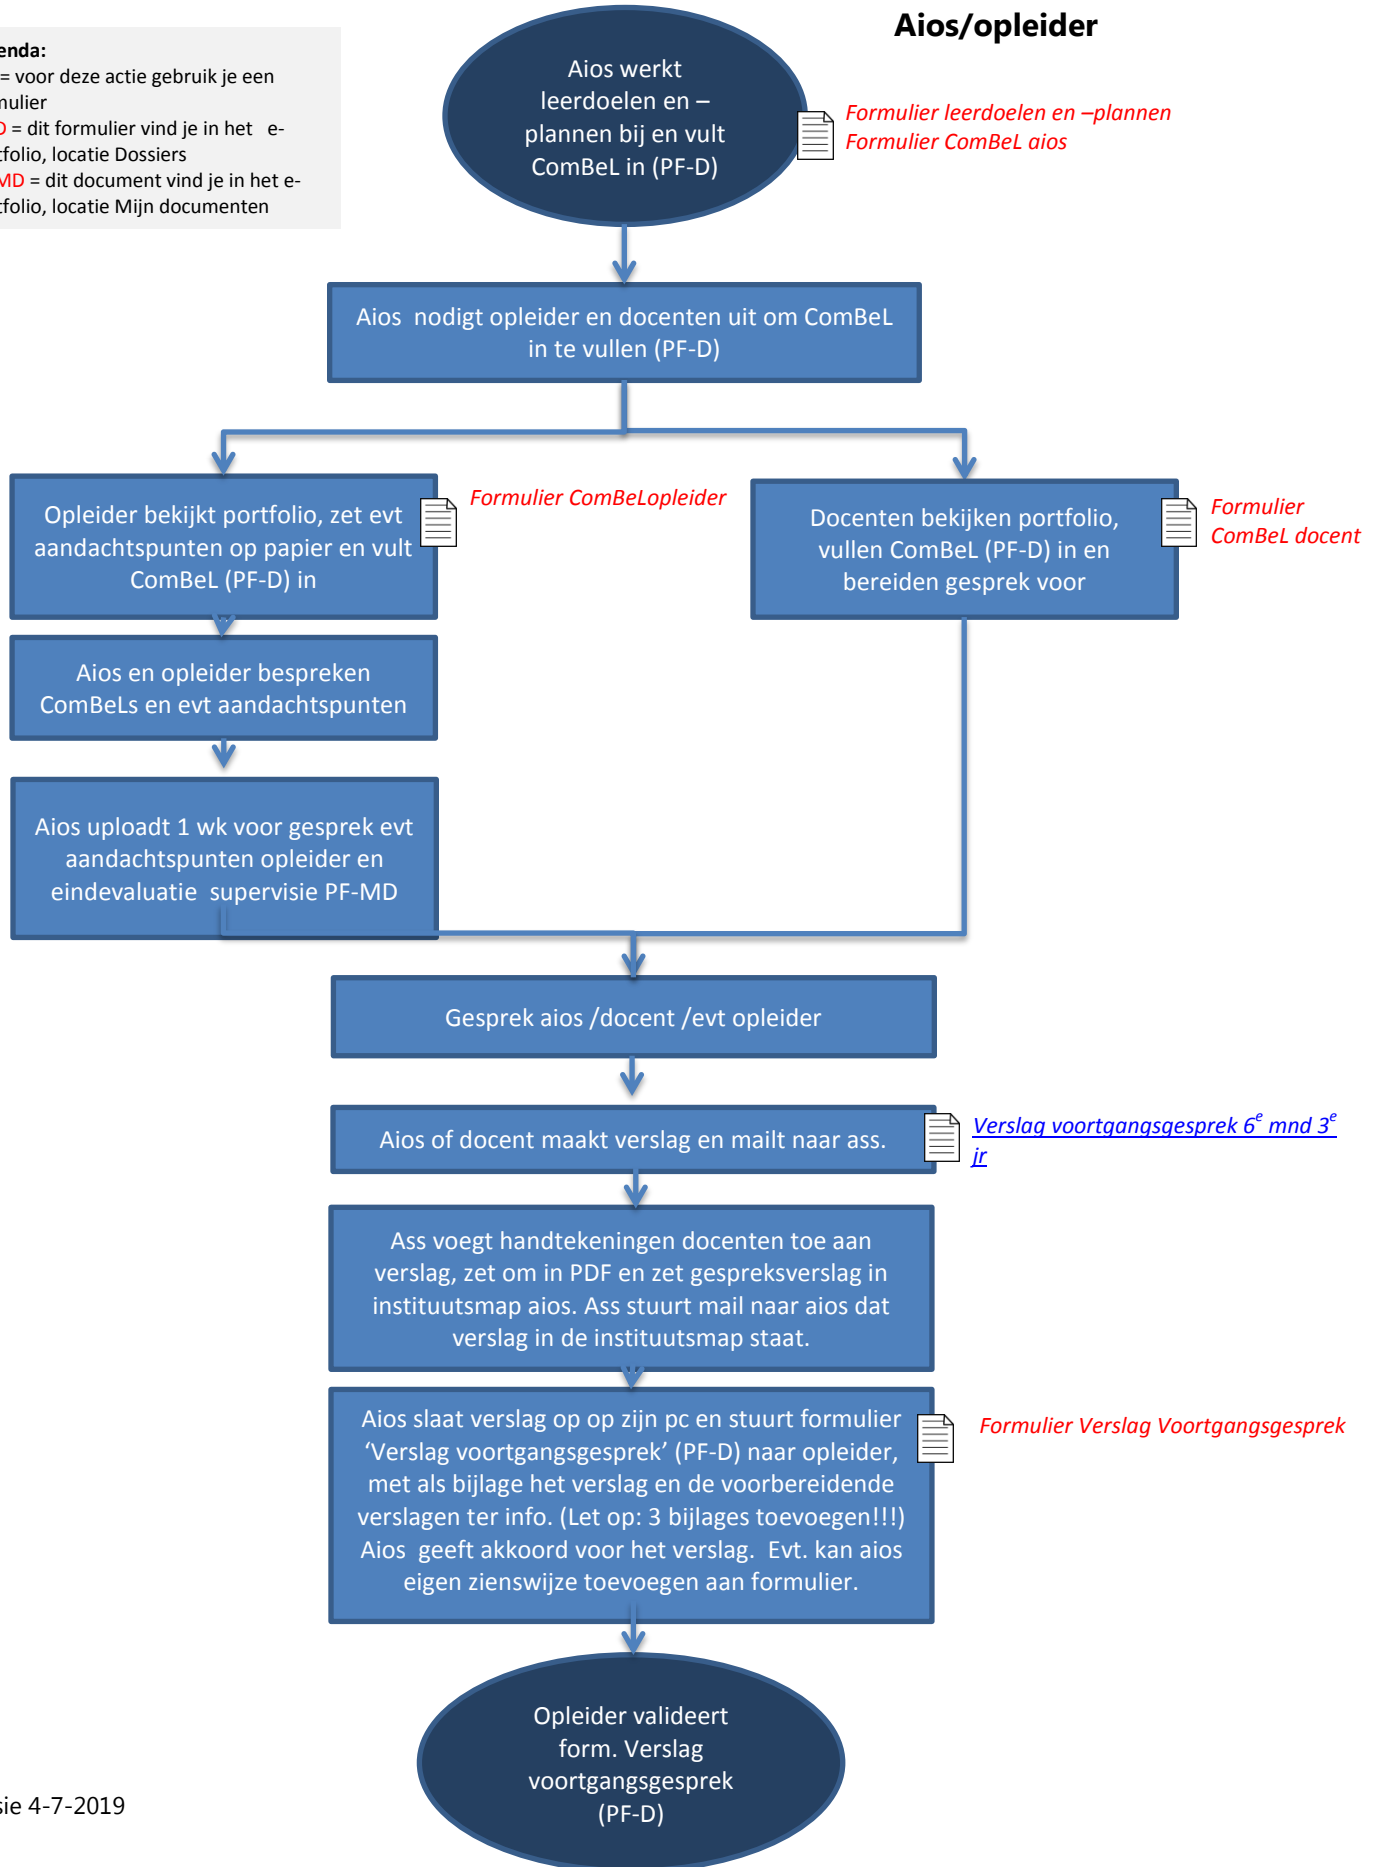 Aios/opleider
enda:
= voor deze actie gebruik je een
mulier
D = dit formulier vind je in het e-
tfolio, locatie Dossiers
MD = dit document vind je in het e-
tfolio, locatie Mijn documenten
Aios werkt
leerdoelen en –
plannen bij en vult
ComBeL in (PF-D)
Formulier leerdoelen en –plannen
Formulier ComBeL aios
Aios nodigt opleider en docenten uit om ComBeL
in te vullen (PF-D)
Opleider bekijkt portfolio, zet evt
aandachtspunten op papier en vult
ComBeL (PF-D) in
Formulier ComBeLopleider
Docenten bekijken portfolio,
vullen ComBeL (PF-D) in en
bereiden gesprek voor
Formulier
ComBeL docent
Aios en opleider bespreken
ComBeLs en evt aandachtspunten
Aios uploadt 1 wk voor gesprek evt
aandachtspunten opleider en
eindevaluatie supervisie PF-MD
Gesprek aios /docent /evt opleider
Aios of docent maakt verslag en mailt naar ass.
Verslag voortgangsgesprek 6e mnd 3e
jr
Ass voegt handtekeningen docenten toe aan
verslag, zet om in PDF en zet gespreksverslag in
instituutsmap aios. Ass stuurt mail naar aios dat
verslag in de instituutsmap staat.
Aios slaat verslag op op zijn pc en stuurt formulier
‘Verslag voortgangsgesprek’ (PF-D) naar opleider,
met als bijlage het verslag en de voorbereidende
verslagen ter info. (Let op: 3 bijlages toevoegen!!!)
Aios geeft akkoord voor het verslag. Evt. kan aios
eigen zienswijze toevoegen aan formulier.
Formulier Verslag Voortgangsgesprek
Opleider valideert
form. Verslag
voortgangsgesprek
(PF-D)
sie 4-7-2019